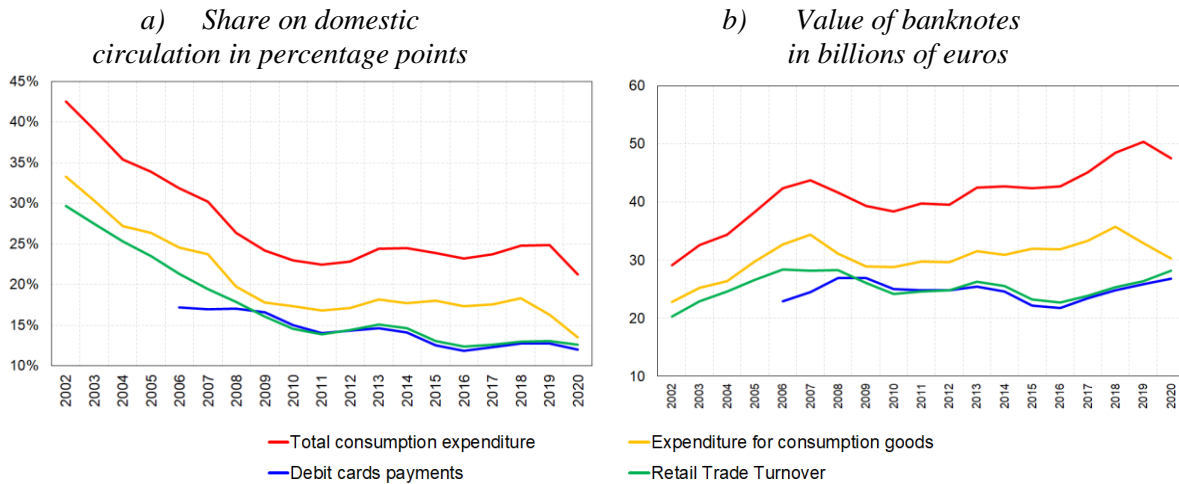 a) Share on domestic
circulation in percentage points
b) Value of banknotes
in billions of euros
45%
40%
35%
30%
25%
20%
15%
10%
2002 2003 2004 2005 2006 2007 2008 2009 2010 2011 2012 2013 2014 2015 2016 2017 2018 2019 2020
60
50
40
30
20
10
2002 2003 2004 2005 2006 2007 2008 2009 2010 2011 2012 2013 2014 2015 2016 2017 2018 2019 2020
Total consumption expenditure
Expenditure for consumption goods
Debit cards payments
Retail Trade Turnover